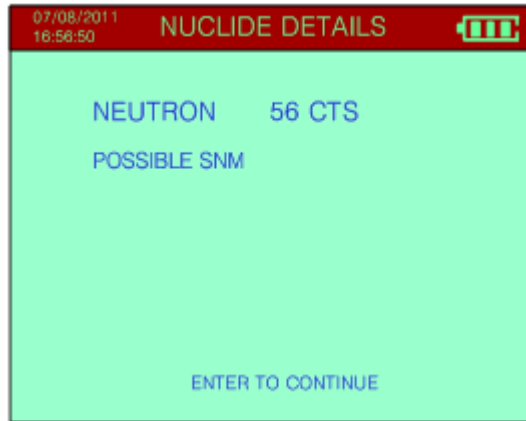 07/08/2011
16:56:50
NUCLIDE DETAILS
NEUTRON 56 CTS
POSSIBLE SNM
ENTER TO CONTINUE